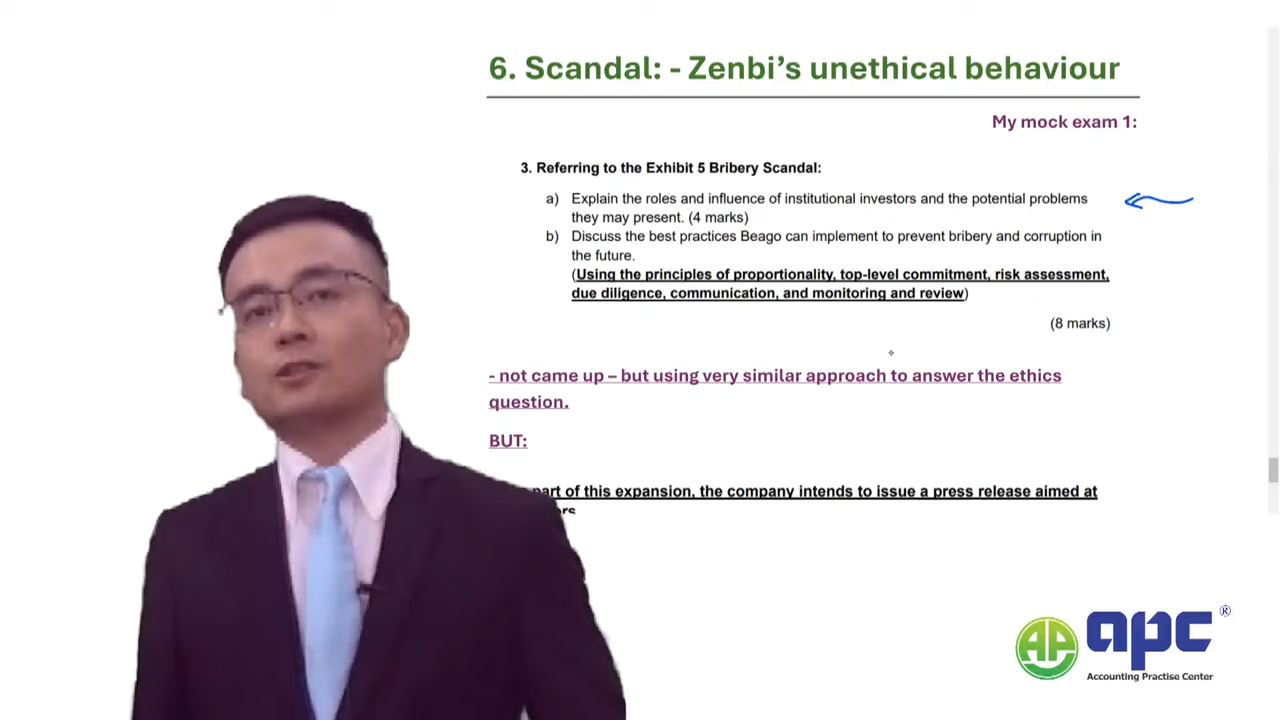 6. Scandal: - Zenbi's unethical behaviour
My mock exam 1:
3. Referring to the Exhibit 5 Bribery Scandal:
a) Explain the roles and influence of institutional investors and the potential problems
they may present. (4 marks)
b) Discuss the best practices Beago can implement to prevent bribery and corruption in
the future.
(Using the principles of proportionality, top-level commitment, risk assessment,
due diligence, communication, and monitoring and review)
(8 marks)
- not came up – but using very similar approach to answer the ethics
question.
BUT:
part of this expansion, the company intends to issue a press release aimed at
AP apc ®
Accounting Practise Center